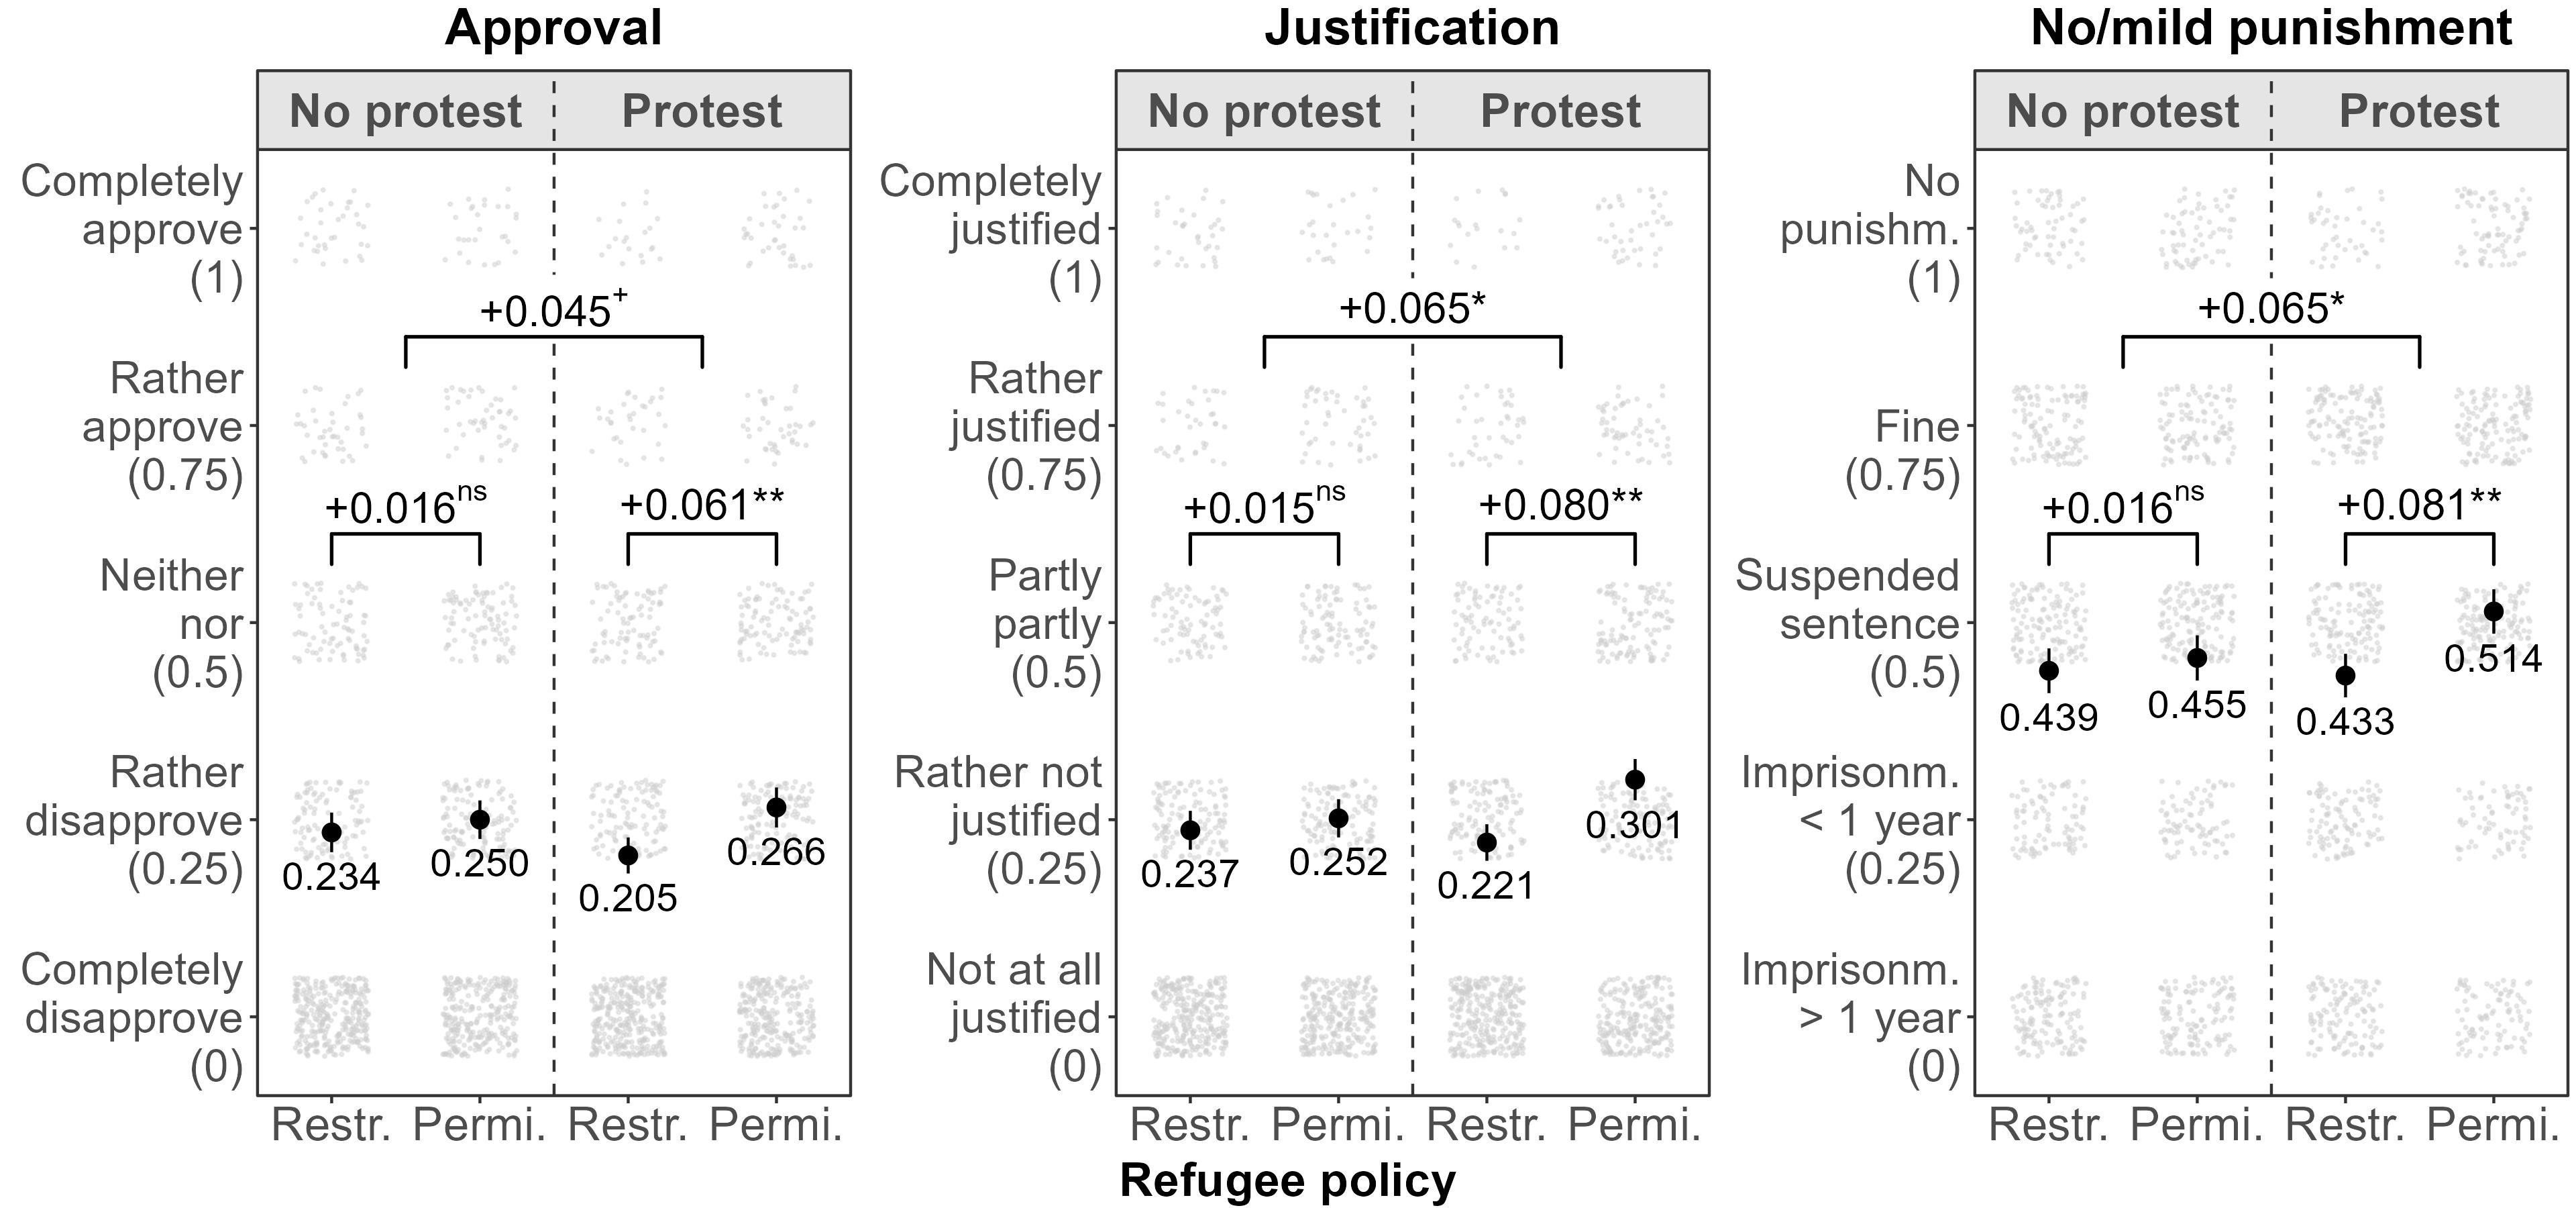 Approval
No protest
Protest
Completely
approve
(1)
Rather
approve
(0.75)
Neither
nor
(0.5)
Rather
disapprove
(0.25)
Completely
disapprove
(0)
+0.045+
+0.016ns
+0.061**
0.234
0.250
0.205
0.266
Restr.
Permi.
Restr.
Permi.
Justification
No protest
Protest
Completely
justified
(1)
Rather
justified
(0.75)
Partly
partly
(0.5)
Rather not
justified
(0.25)
Not at all
justified
(0)
+0.065*
+0.015ns
+0.080**
0.237
0.252
0.221
0.301
Restr.
Permi.
Restr.
Permi.
No/mild punishment
No protest
Protest
No
punishm.
(1)
Fine
(0.75)
Suspended
sentence
(0.5)
Imprisonm.
< 1 year
(0.25)
Imprisonm.
> 1 year
(0)
+0.065*
+0.016ns
+0.081**
0.439
0.455
0.433
0.514
Restr.
Permi.
Restr.
Permi.
Refugee policy